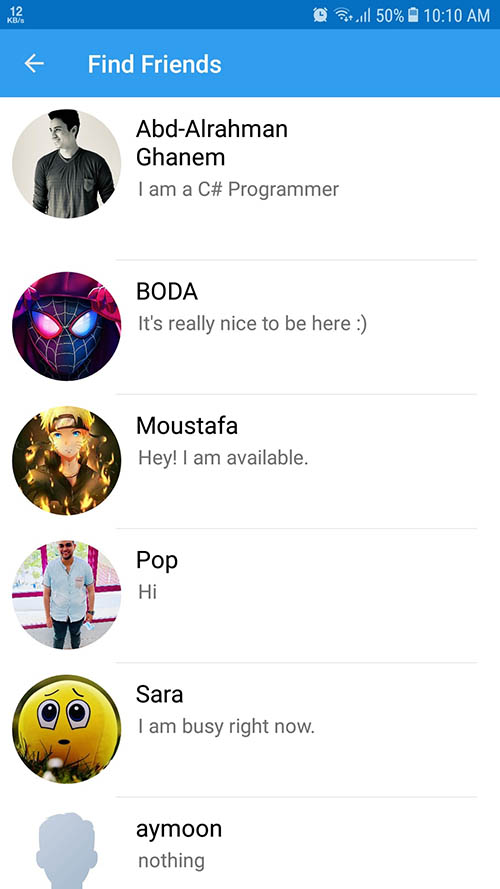 12
KB/s
50%
10:10 AM
Find Friends
Abd-Alrahman
Ghanem
I am a C# Programmer
BODA
It's really nice to be here :)
Moustafa
Hey! I am available.
Pop
Hi
Sara
I am busy right now.
aymoon
nothing